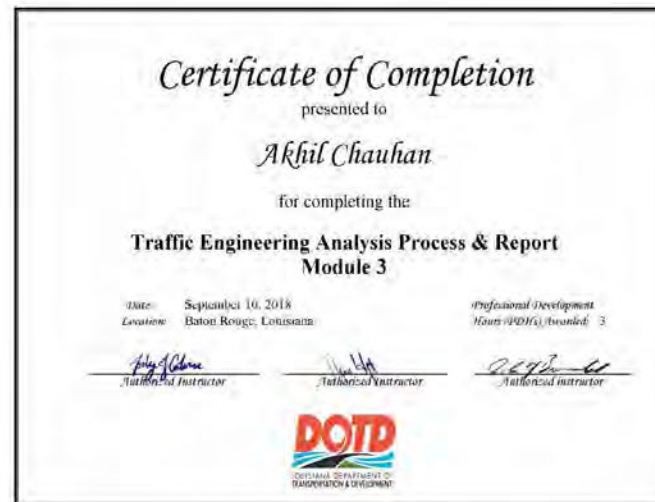 Certificate of Completion
presented to
Akhil Chauhan
for completing the
Traffic Engineering Analysis Process & Report
Module 3
Date: September 10, 2018
Location: Baton Rouge, Louisiana
Professional Development
Hours (PDH(s) Awarded: 3
Authorized Instructor
Authorized Instructor
Authorized Instructor
DOTD
LOUISIANA DEPARTMENT OF
TRANSPORTATION & DEVELOPMENT